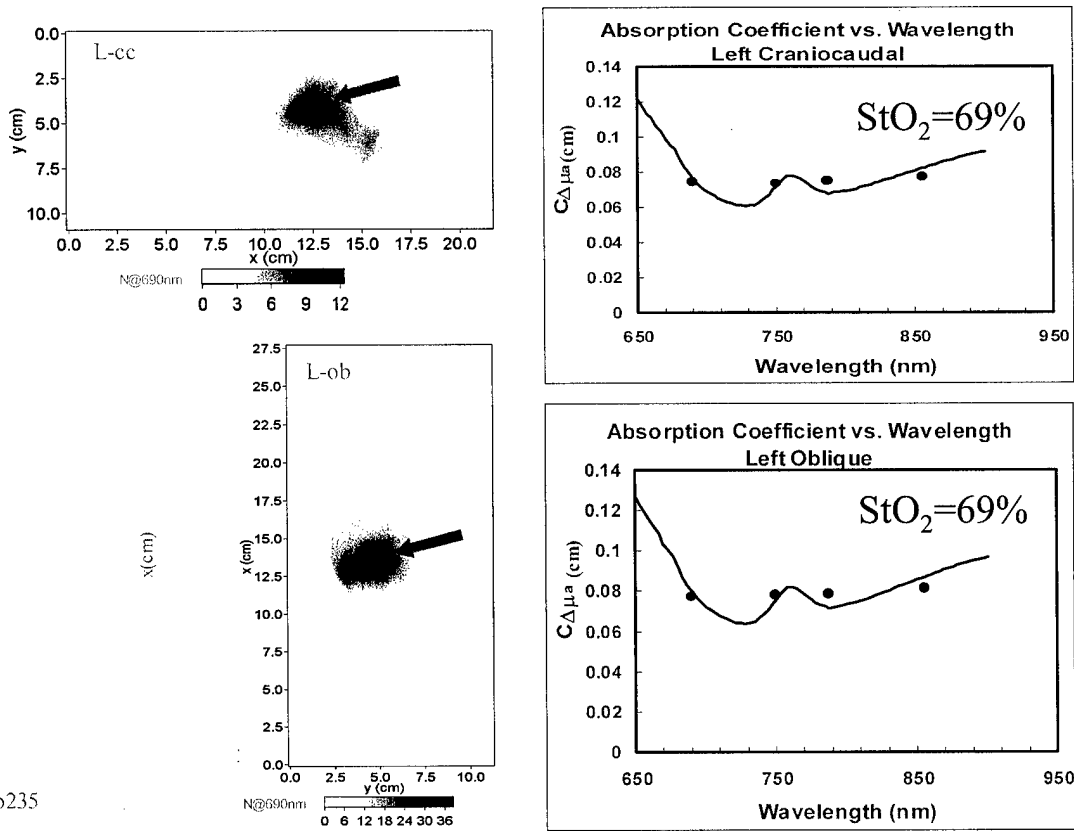 L-cc
0.0
2.5
5.0
7.5
10.0
y (cm)
0.0 2.5 5.0 7.5 10.0 12.5 15.0 17.5 20.0
x (cm)
N@690nm
0 3 6 9 12
Absorption Coefficient vs. Wavelength
Left Craniocaudal
StO₂=69%
0.14
0.12
0.1
0.08
0.06
0.04
0.02
0
CΔμa (cm)
650 750 850 950
Wavelength (nm)
L-ob
27.5
25.0
22.5
20.0
17.5
15.0
12.5
10.0
7.5
5.0
2.5
0.0
x (cm)
x(cm)
0.0 2.5 5.0 7.5 10.0
y (cm)
N@690nm
0 6 12 18 24 30 36
Absorption Coefficient vs. Wavelength
Left Oblique
StO₂=69%
0.14
0.12
0.1
0.08
0.06
0.04
0.02
0
CΔμa (cm)
650 750 850 950
Wavelength (nm)
235